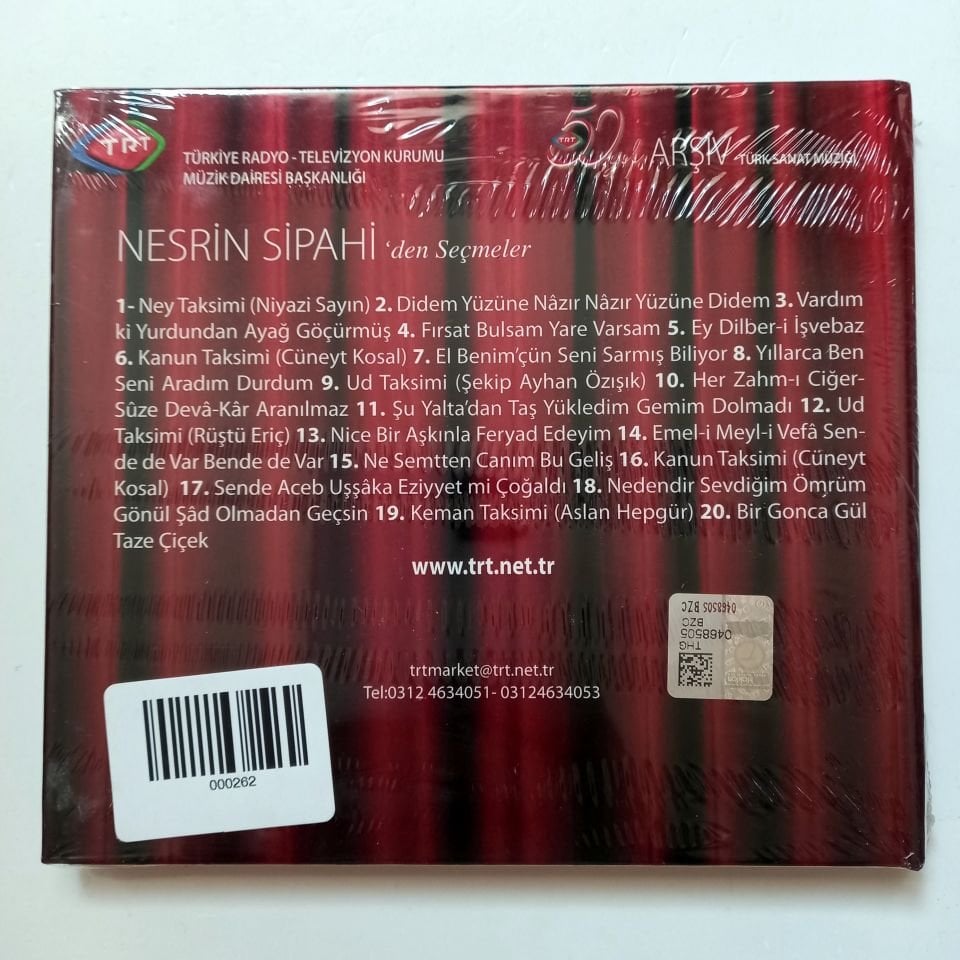 TRT
TÜRKİYE RADYO - TELEVİZYON KURUMU
MÜZİK DAİRESİ BAŞKANLIĞI
TRT
ARŞİV TÜRK SANAT MÜZİĞİ
NESRİN SİPAHİ 'den Seçmeler
1- Ney Taksimi (Niyazi Sayın) 2. Didem Yüzüne Nâzır Nâzır Yüzüne Didem 3. Vardım
ki Yurdundan Ayağ Göçürmüş 4. Fırsat Bulsam Yare Varsam 5. Ey Dilber-i İşvebaz
6. Kanun Taksimi (Cüneyt Kosal) 7. El Benim'çün Seni Sarmış Biliyor 8. Yıllarca Ben
Seni Aradım Durdum 9. Ud Taksimi (Şekip Ayhan Özışık) 10. Her Zahm-ı Ciğer-
Sûze Devâ-Kâr Aranılmaz 11. Şu Yalta'dan Taş Yükledim Gemim Dolmadı 12. Ud
Taksimi (Rüştü Eriç) 13. Nice Bir Aşkınla Feryad Edeyim 14. Emel-i Meyl-i Vefâ Sen-
de de Var Bende de Var 15. Ne Semtten Canım Bu Geliş 16. Kanun Taksimi (Cüneyt
Kosal) 17. Sende Aceb Uşşâka Eziyyet mi Çoğaldı 18. Nedendir Sevdiğim Ömrüm
Gönül Şâd Olmadan Geçsin 19. Keman Taksimi (Aslan Hepgür) 20. Bir Gonca Gül
Taze Çiçek
www.trt.net.tr
trtmarket@trt.net.tr
Tel:0312 4634051- 03124634053
0468505 BZC
BZC
0468505
THG
000262